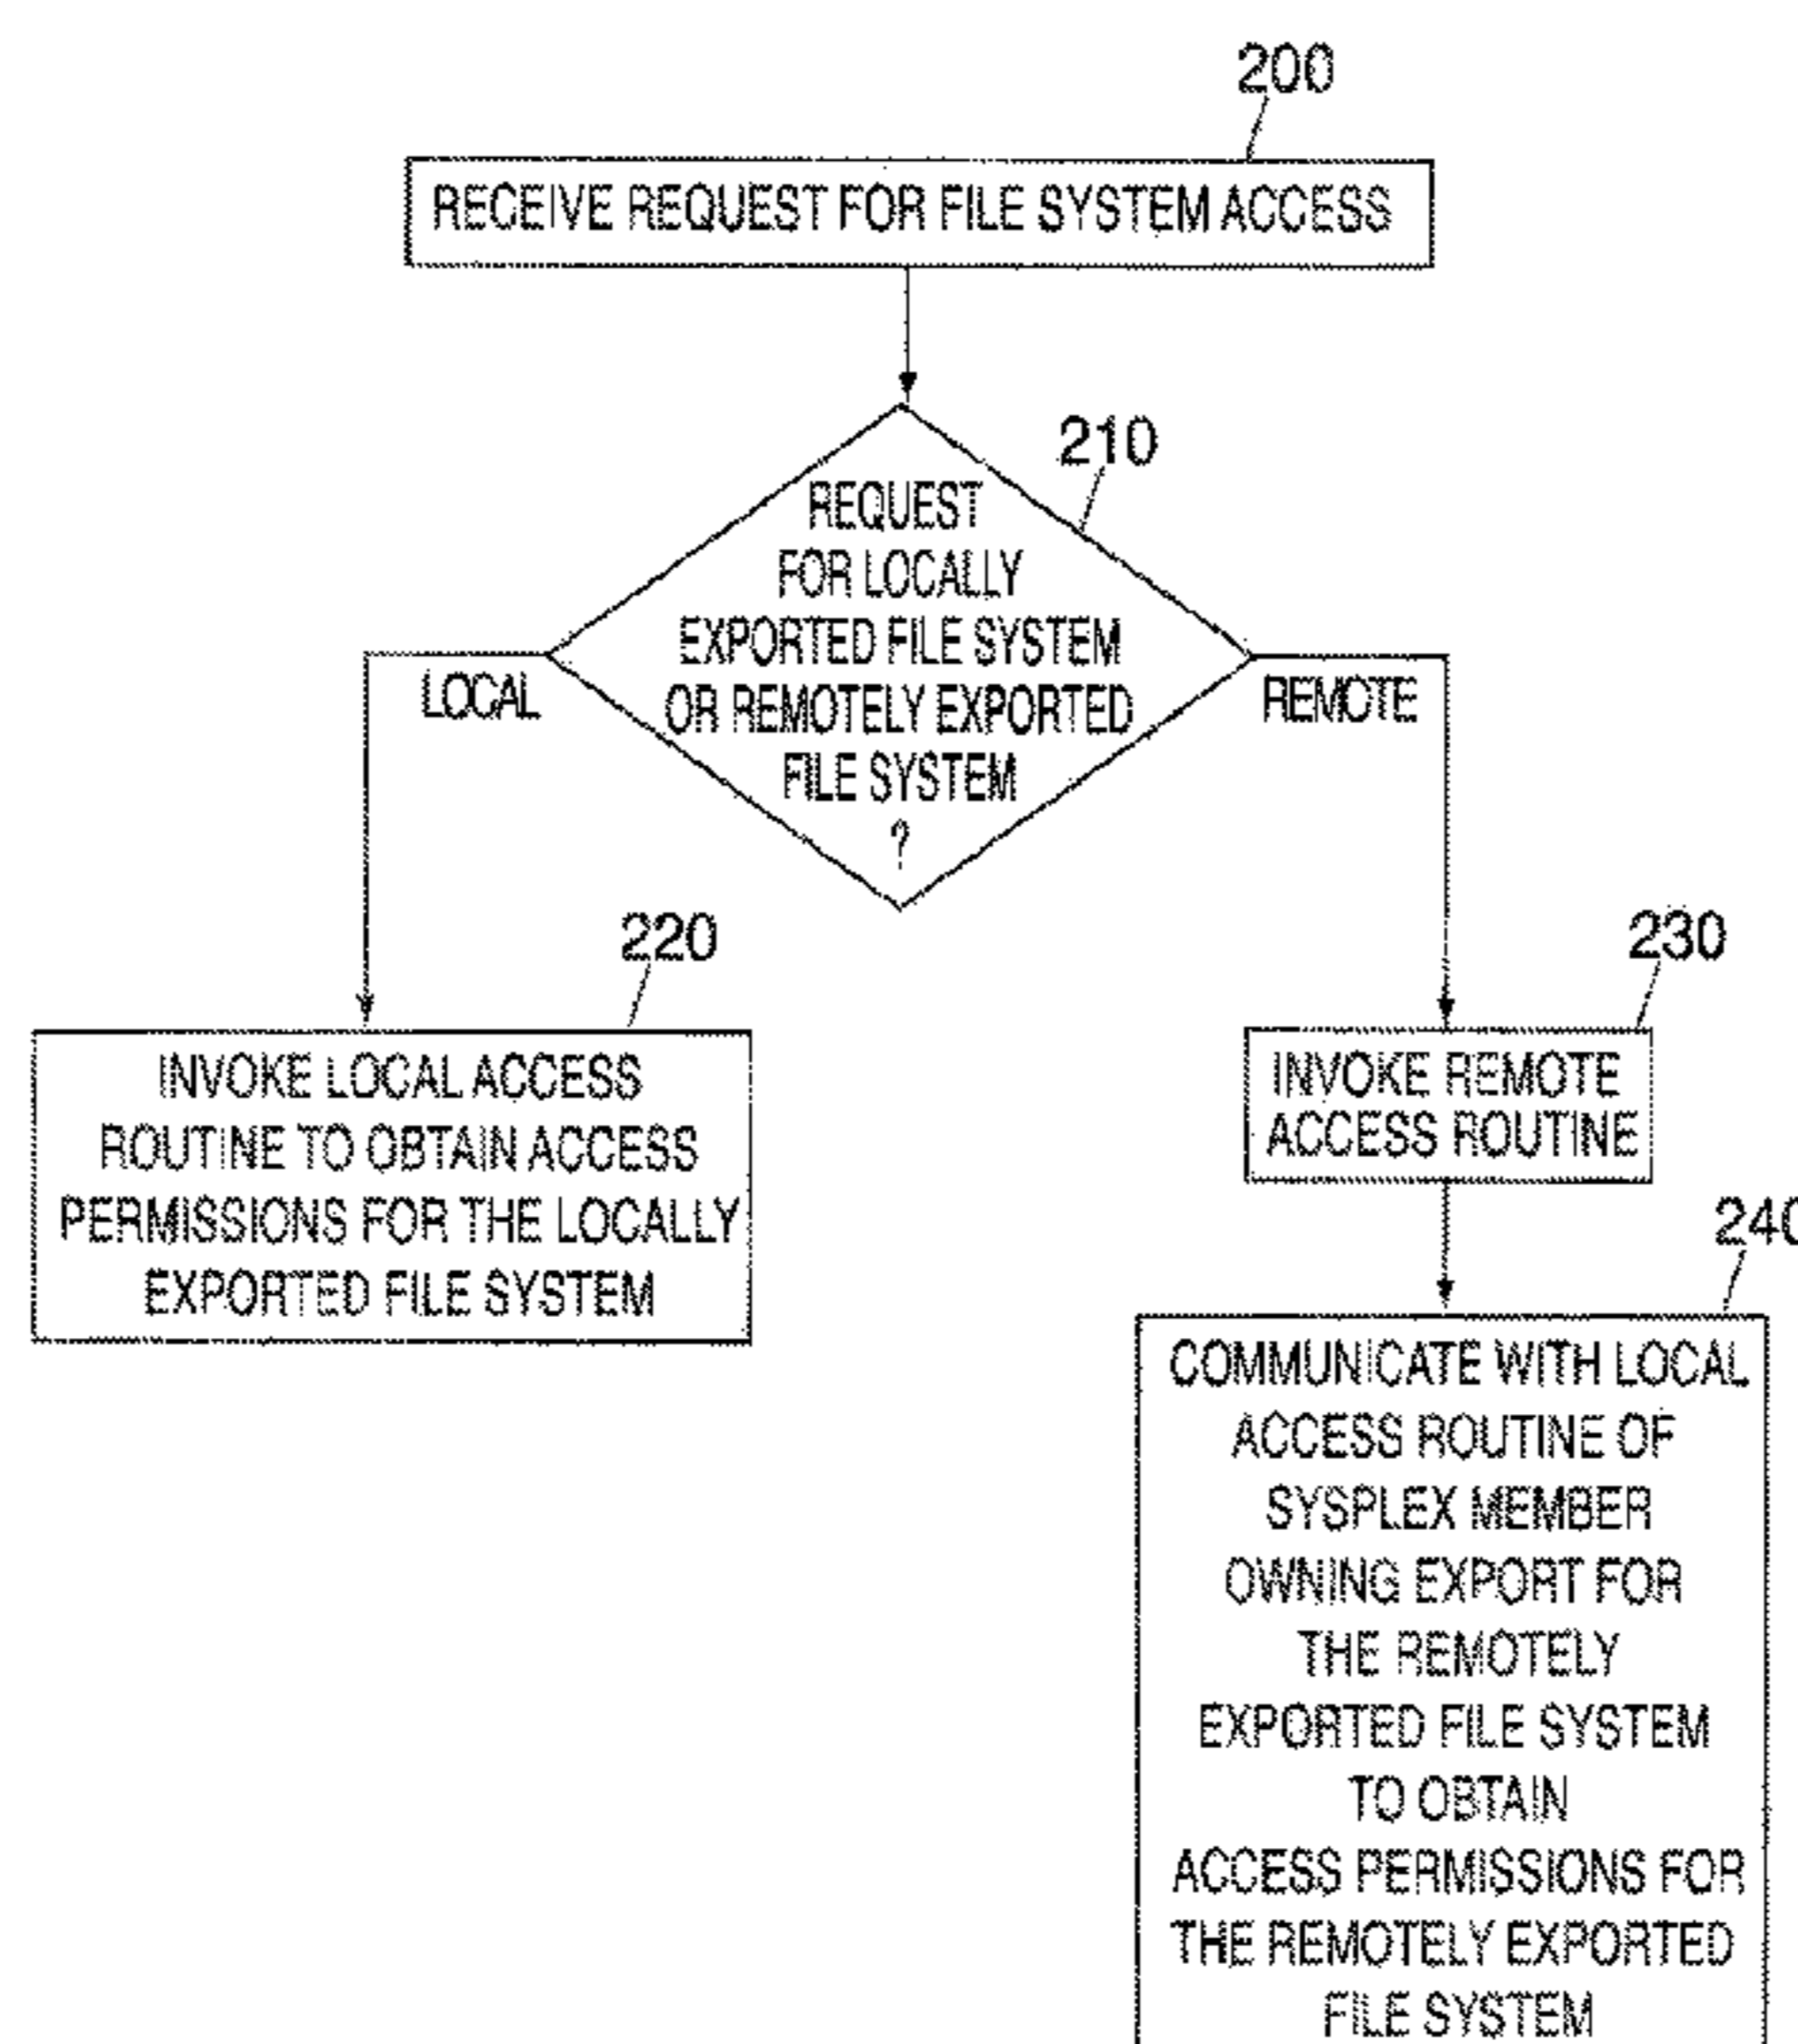 200
RECEIVE REQUEST FOR FILE SYSTEM ACCESS
210
REQUEST
FOR LOCALLY
EXPORTED FILE SYSTEM
OR REMOTELY EXPORTED
FILE SYSTEM
?
LOCAL
REMOTE
220
INVOKE LOCAL ACCESS
ROUTINE TO OBTAIN ACCESS
PERMISSIONS FOR THE LOCALLY
EXPORTED FILE SYSTEM
230
INVOKE REMOTE
ACCESS ROUTINE
240
COMMUNICATE WITH LOCAL
ACCESS ROUTINE OF
SYSPLEX MEMBER
OWNING EXPORT FOR
THE REMOTELY
EXPORTED FILE SYSTEM
TO OBTAIN
ACCESS PERMISSIONS FOR
THE REMOTELY EXPORTED
FILE SYSTEM